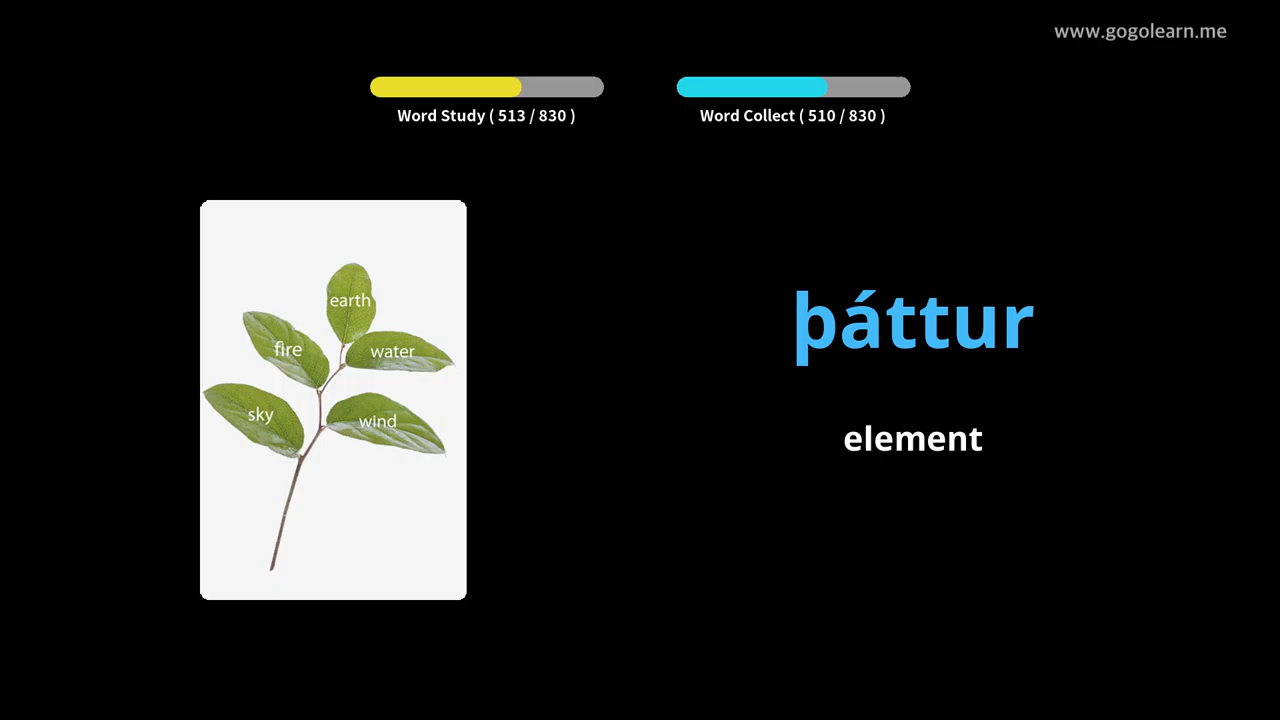 www.gogolearn.me
Word Study ( 513 / 830 )
Word Collect ( 510 / 830 )
earth
fire
water
sky
wind
þáttur
element